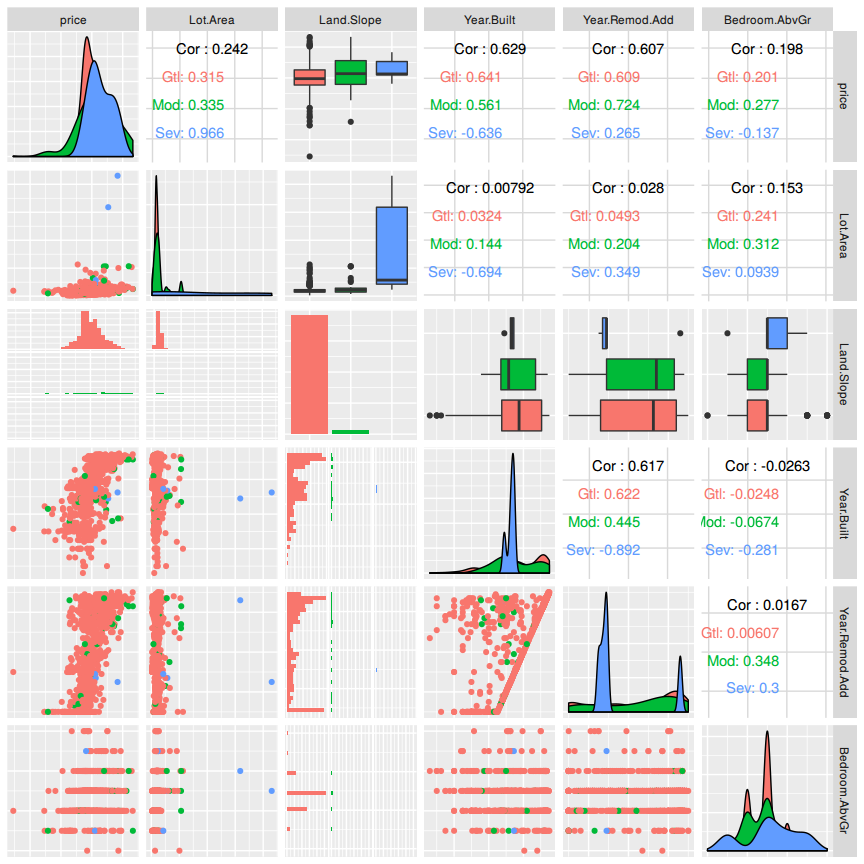 price Lot.Area Land.Slope Year.Built Year.Remod.Add Bedroom.AbvGr
Cor : 0.242 Cor : 0.629 Cor : 0.607 Cor : 0.198
Gtl: 0.315 Gtl: 0.641 Gtl: 0.609 Gtl: 0.201
Mod: 0.335 Mod: 0.561 Mod: 0.724 Mod: 0.277
Sev: 0.966 Sev: -0.636 Sev: 0.265 Sev: -0.137
price
Cor : 0.00792 Cor : 0.028 Cor : 0.153
Gtl: 0.0324 Gtl: 0.0493 Gtl: 0.241
Mod: 0.144 Mod: 0.204 Mod: 0.312
Sev: -0.694 Sev: 0.349 Sev: 0.0939
Lot.Area
Land.Slope
Cor : 0.617 Cor : -0.0263
Gtl: 0.622 Gtl: -0.0248
Mod: 0.445 Mod: -0.0674
Sev: -0.892 Sev: -0.281
Year.Built
Cor : 0.0167
Gtl: 0.00607
Mod: 0.348
Sev: 0.3
Year.Remod.Add
Bedroom.AbvGr